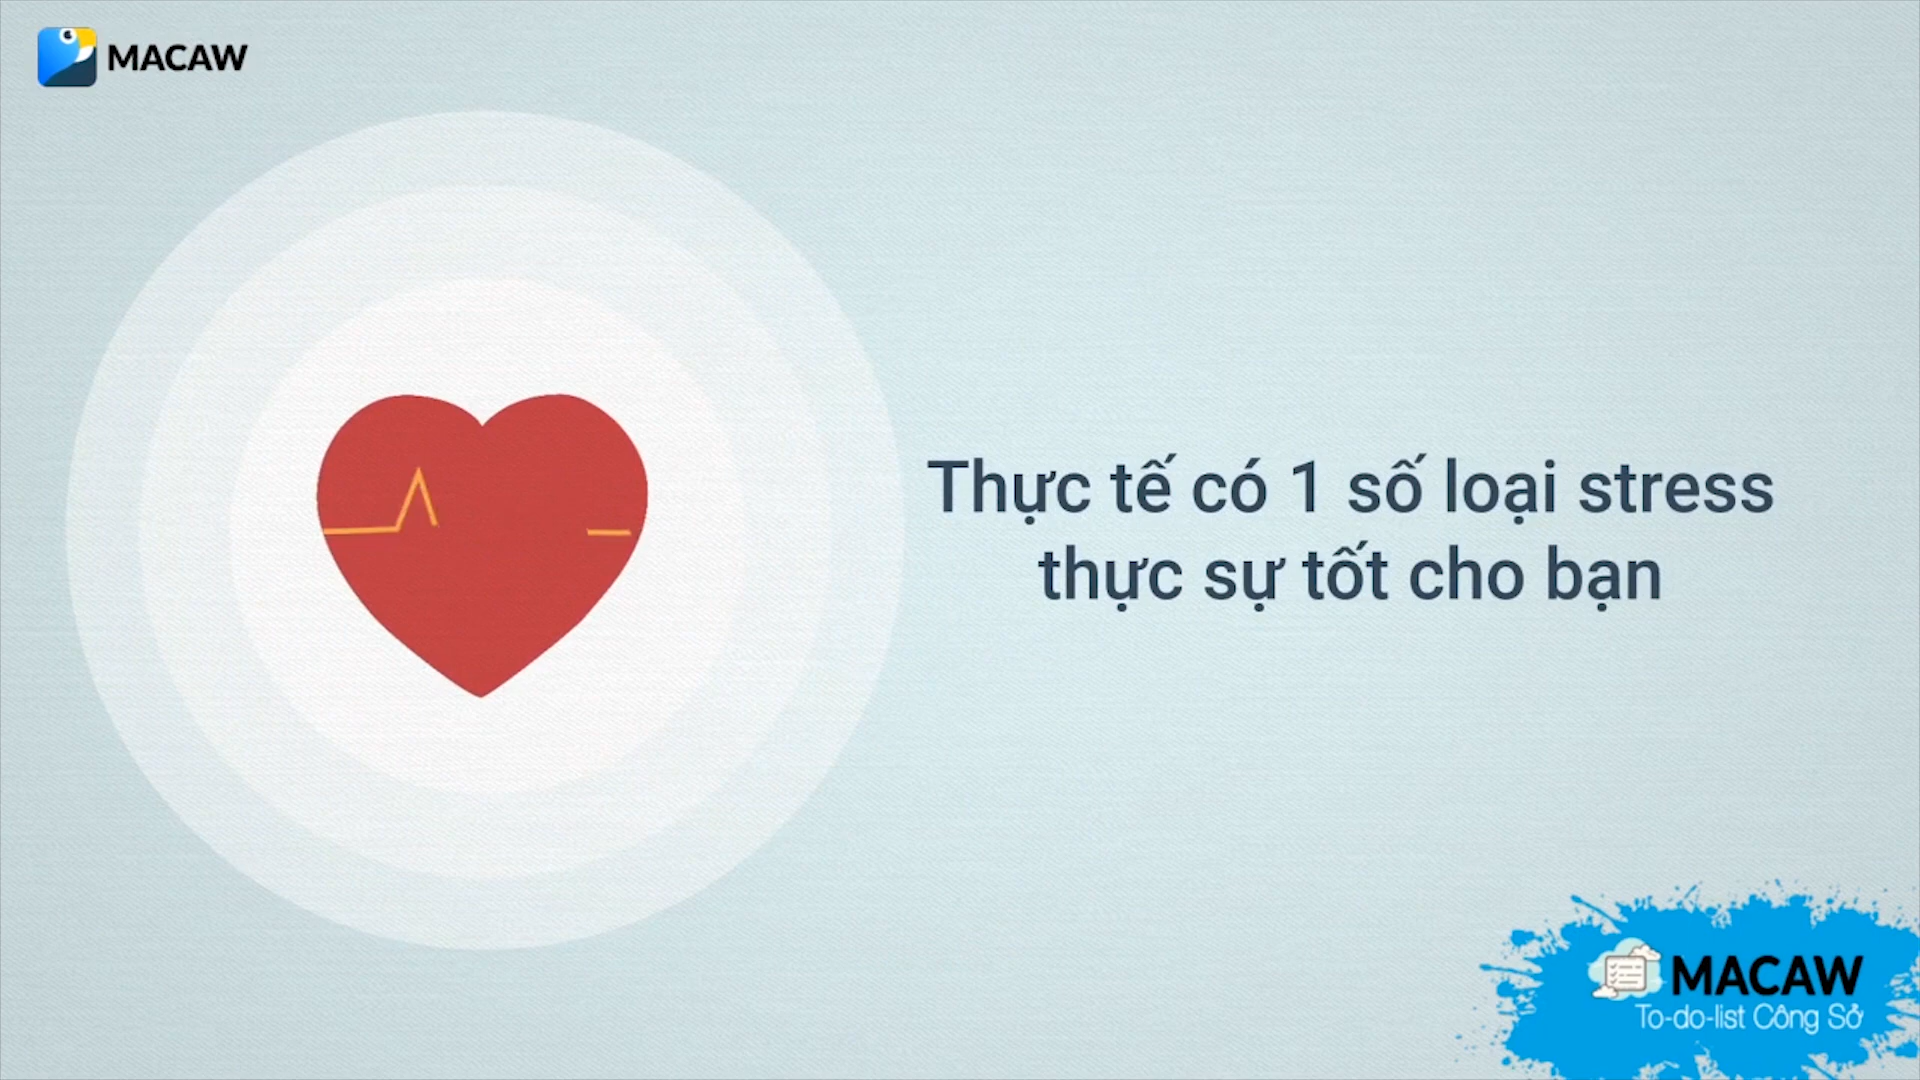 MACAW
Thực tế có 1 số loại stress
thực sự tốt cho bạn
MACAW
To-do-list Công Sở